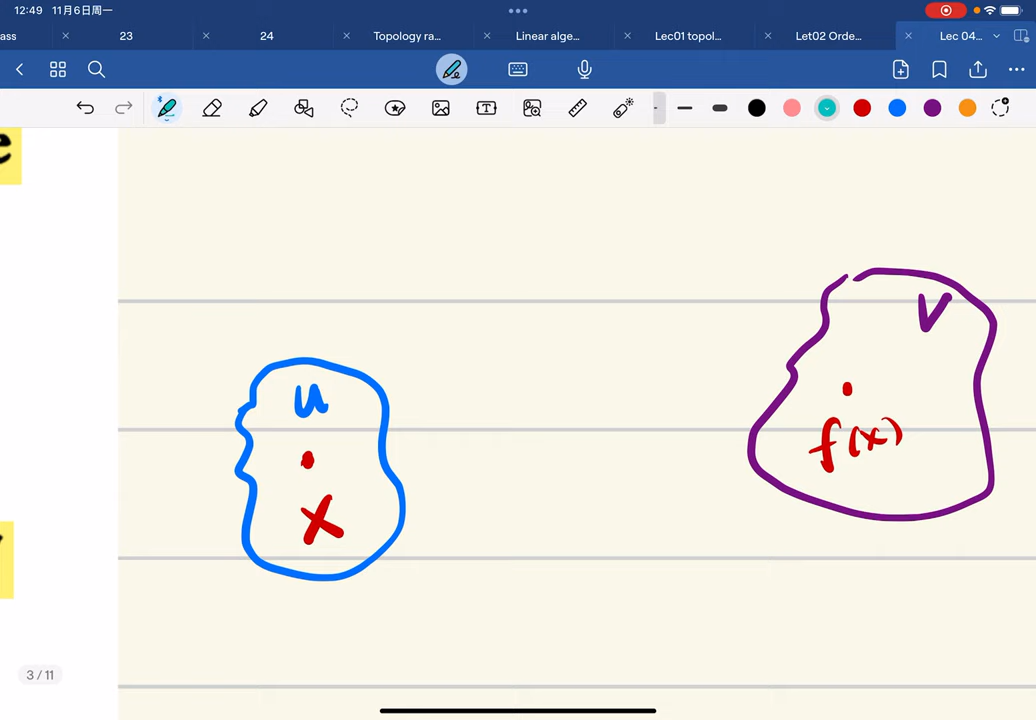 12:49 11月6日周一
ass 23 24 Topology ra... Linear alge... Lec01 topol... Let02 Orde... Lec 04...
e
V
u
f(x)
x
3 / 11